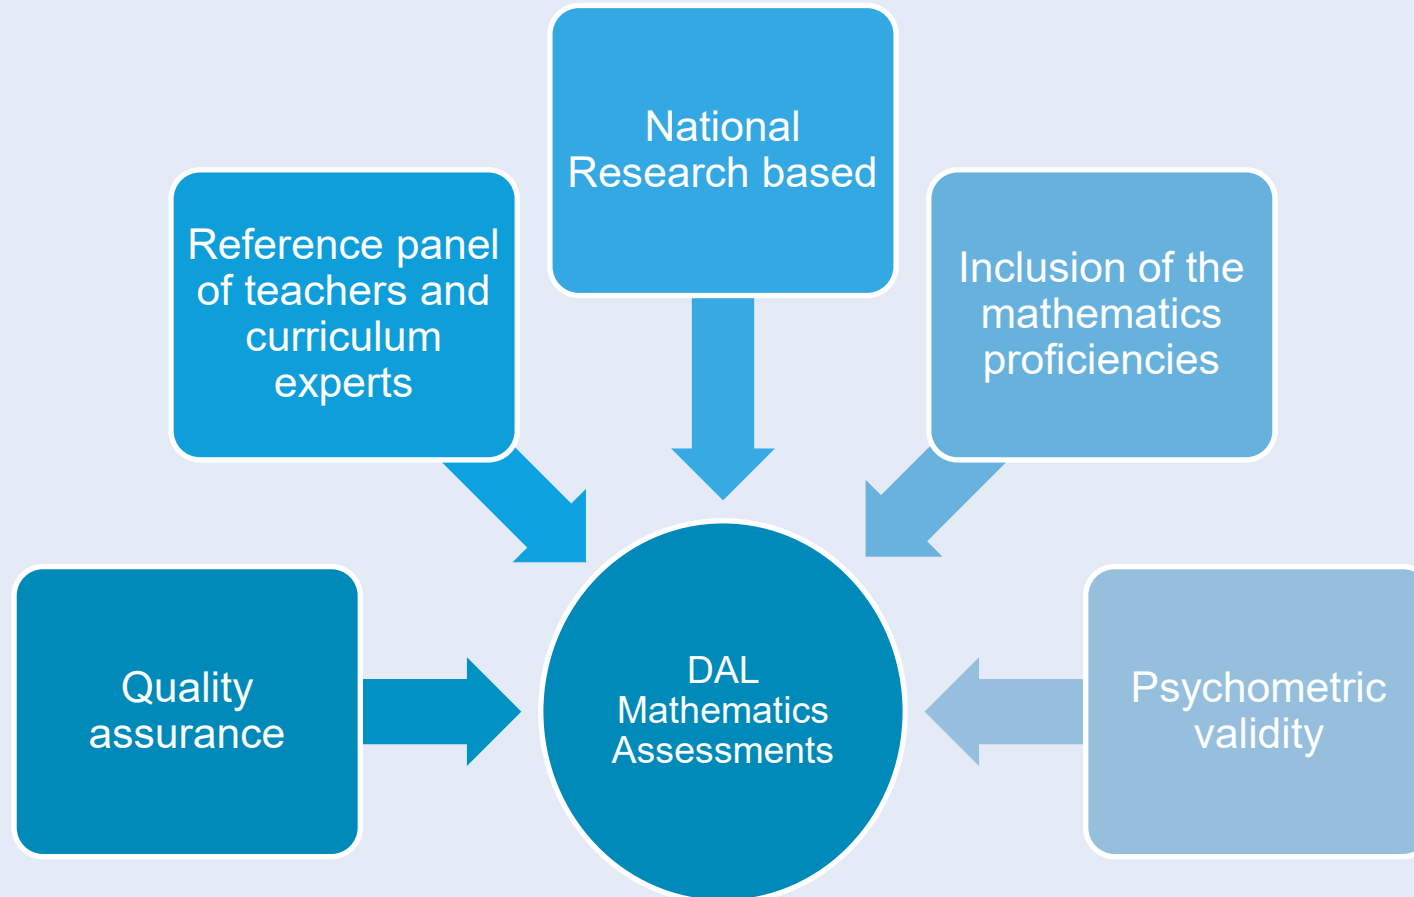 National
Research based
Reference panel
of teachers and
curriculum
experts
Inclusion of the
mathematics
proficiencies
Quality
assurance
DAL
Mathematics
Assessments
Psychometric
validity